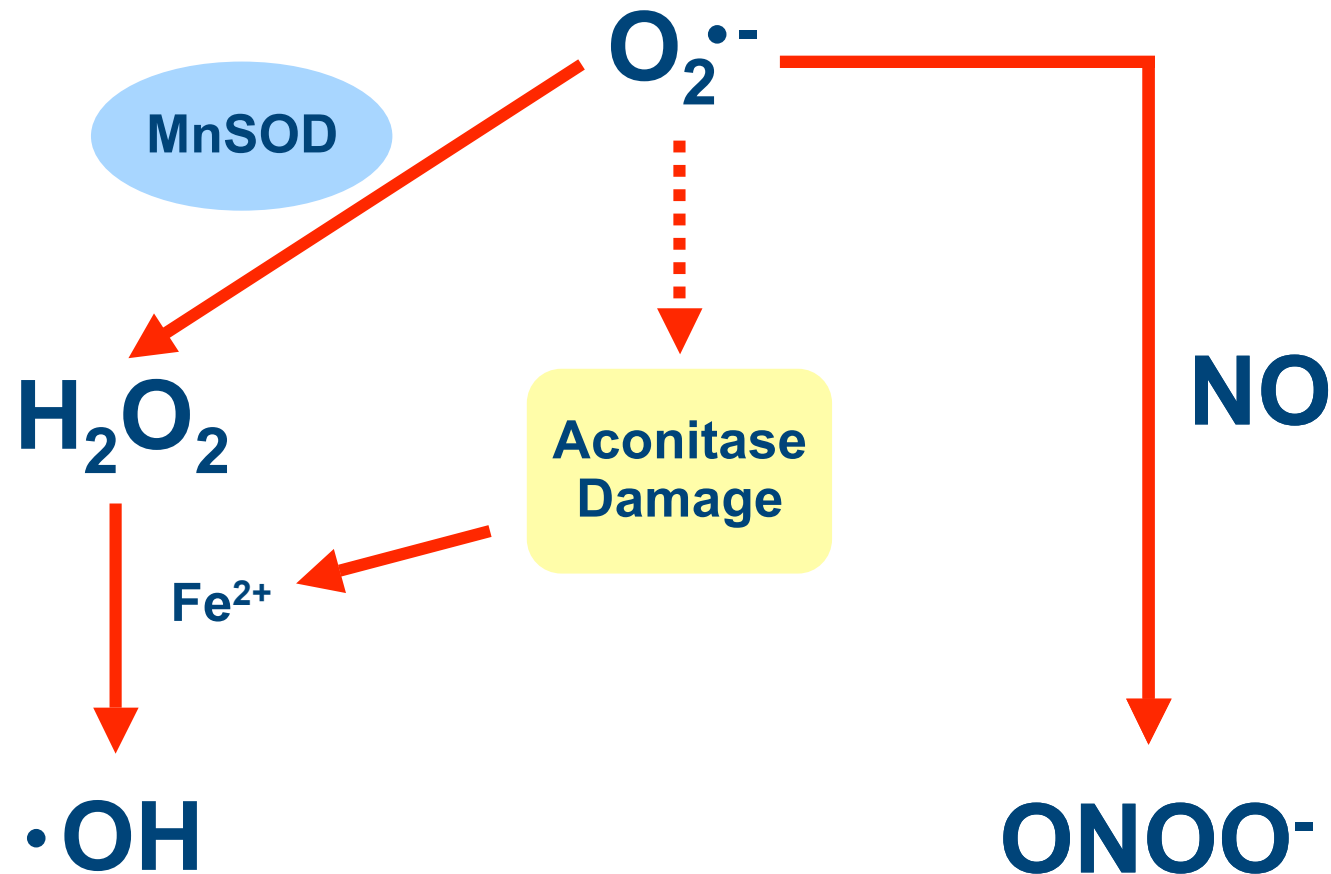 O₂•-
MnSOD
H₂O₂
NO
Aconitase
Damage
Fe²⁺
•OH
ONOO⁻